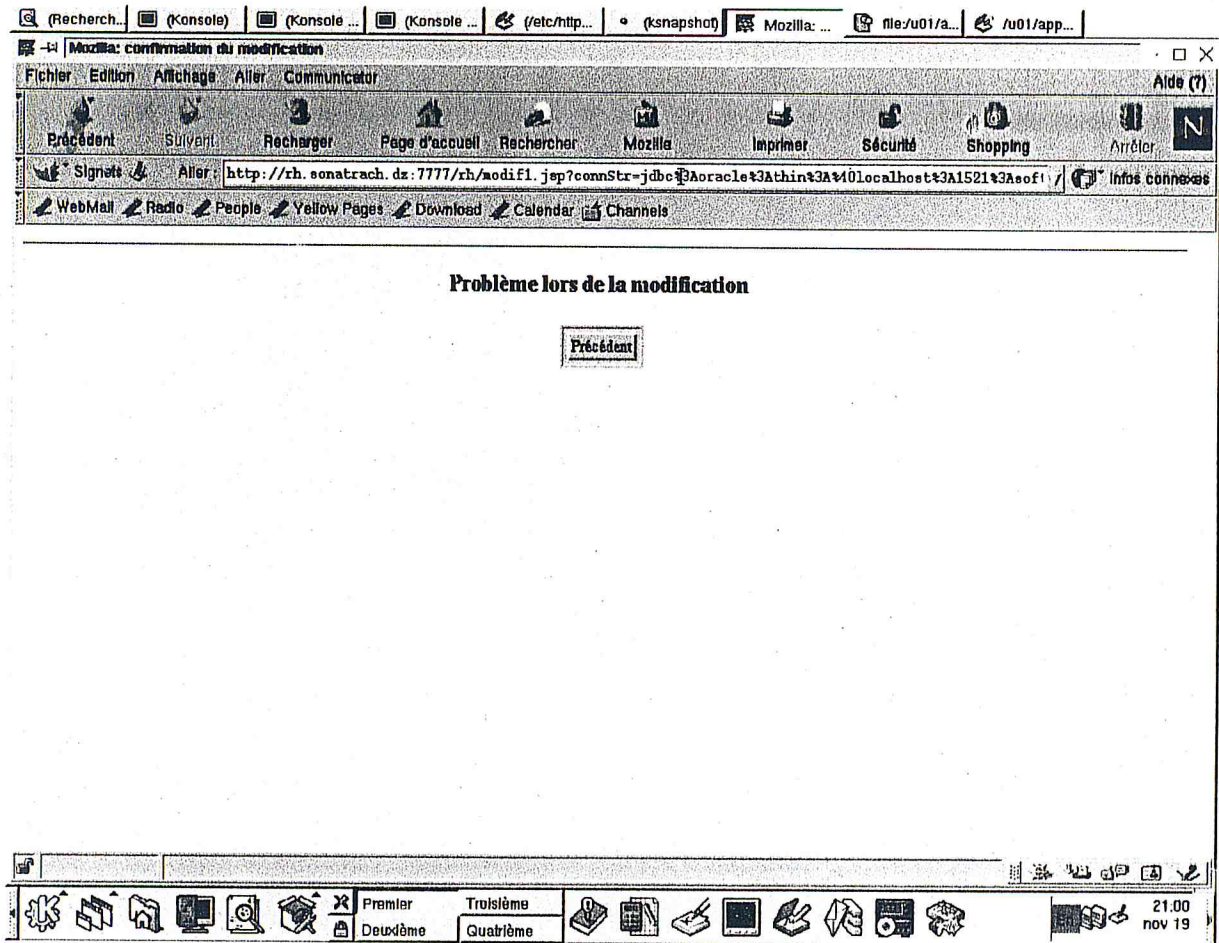 (Recherch... (Konsole) (Konsole ... (Konsole ... (/etc/http... (ksnapshot) Mozilla: ... file:/u01/a... /u01/app...
Mozilla: confirmation du modification
Fichier Edition Affichage Aller Communicator Aide (?)
Précédent Suivant Recharger Page d'accueil Rechercher Mozilla Imprimer Sécurité Shopping Arrêter N
Signets Aller : http://rh.sonatrach.dz:7777/rh/modif1.jsp?connStr=jdbc%3Aoracle%3Athin%3A%40localhost%3A1521%3Asoft Infos connexes
WebMail Radio People Yellow Pages Download Calendar Channels
Problème lors de la modification
Précédent
Premier Troisième 21:00
Deuxième Quatrième nov 19